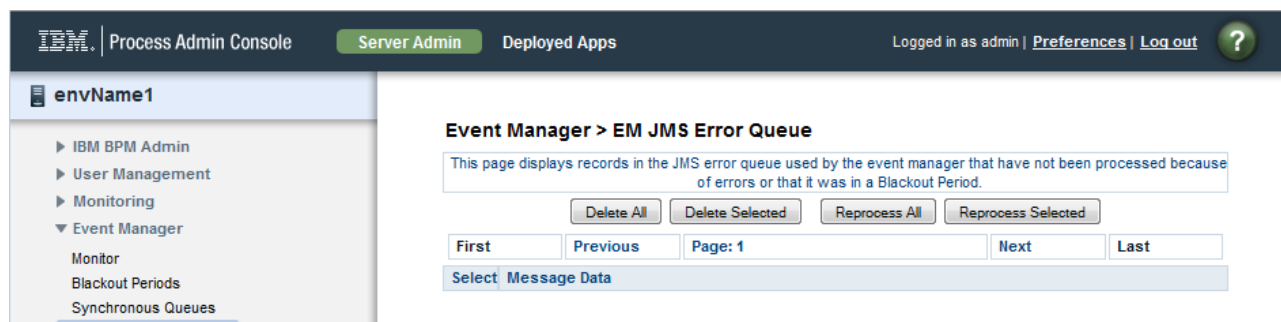 IBM. Process Admin Console Server Admin Deployed Apps Logged in as admin | Preferences | Log out ?
envName1
IBM BPM Admin
User Management
Monitoring
Event Manager
Monitor
Blackout Periods
Synchronous Queues
Event Manager > EM JMS Error Queue
This page displays records in the JMS error queue used by the event manager that have not been processed because
of errors or that it was in a Blackout Period.
Delete All Delete Selected Reprocess All Reprocess Selected
First Previous Page: 1 Next Last
Select Message Data